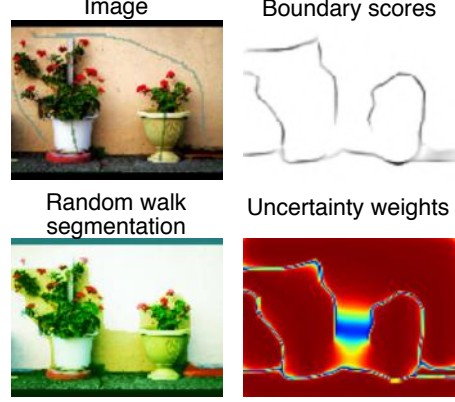 Image
Boundary scores
Random walk
segmentation
Uncertainty weights